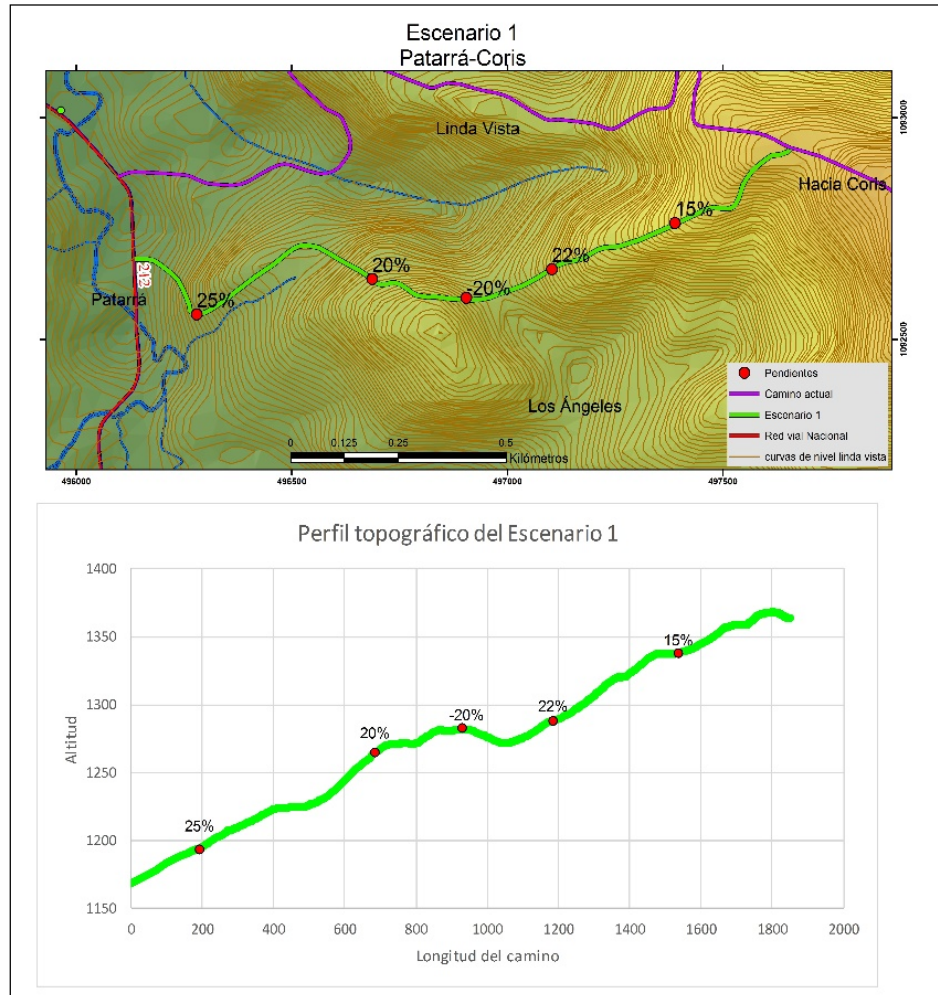 Escenario 1
Patarrá-Coris
Linda Vista
1093000
Hacia Coris
15%
22%
20%
-20%
212
Patarrá
25%
1092500
Los Ángeles
Pendientes
Camino actual
Escenario 1
Red vial Nacional
curvas de nivel linda vista
0 0.125 0.25 0.5
Kilómetros
496000 496500 497000 497500
Perfil topográfico del Escenario 1
1400
1350
1300
1250
1200
1150
Altitud
25%
20%
-20%
22%
15%
0 200 400 600 800 1000 1200 1400 1600 1800 2000
Longitud del camino